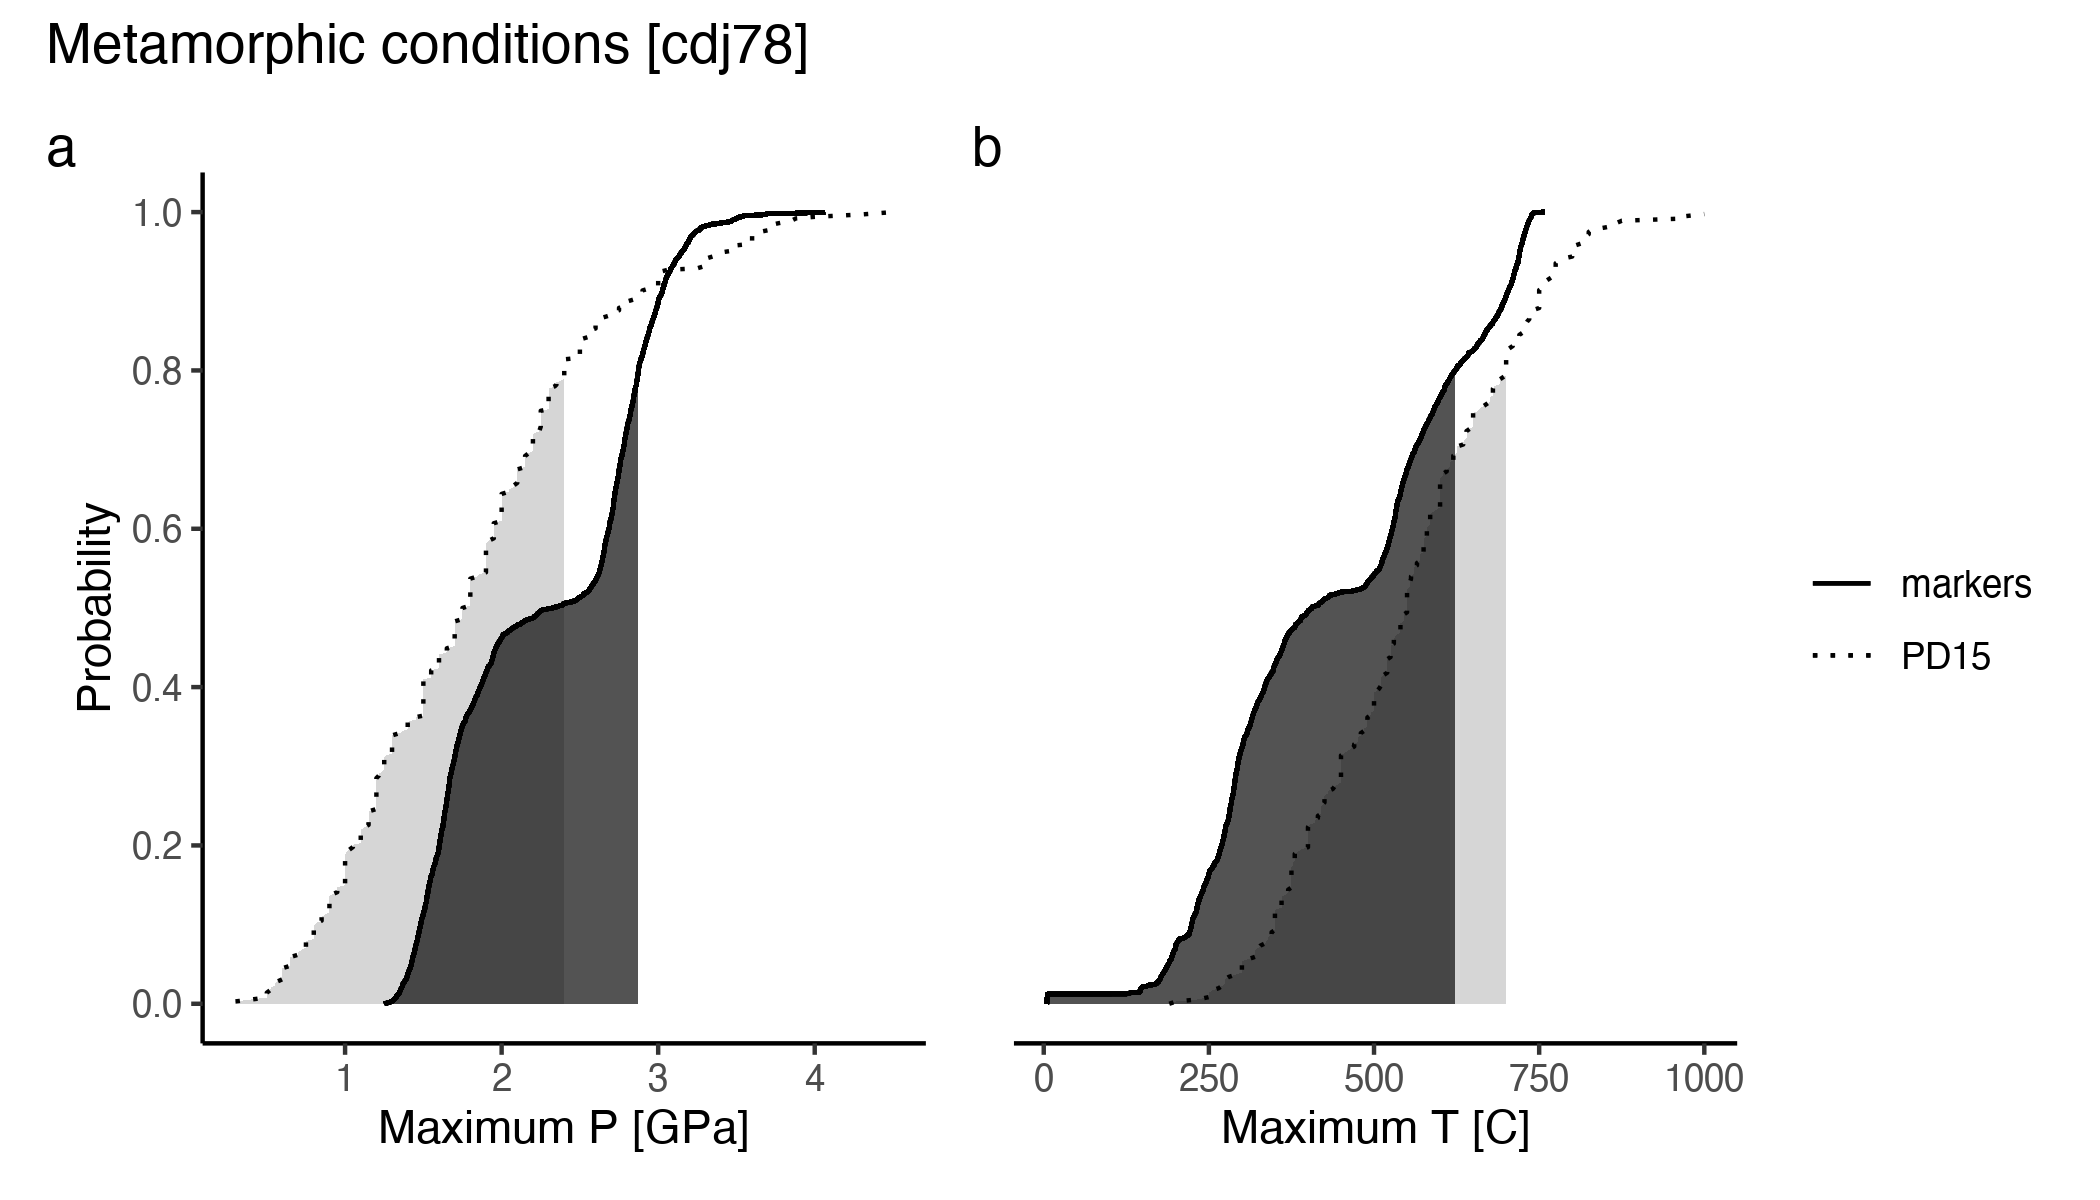 Metamorphic conditions [cdj78]
a
b
Probability
1.0
0.8
0.6
0.4
0.2
0.0
1 2 3 4
Maximum P [GPa]
0 250 500 750 1000
Maximum T [C]
markers
PD15